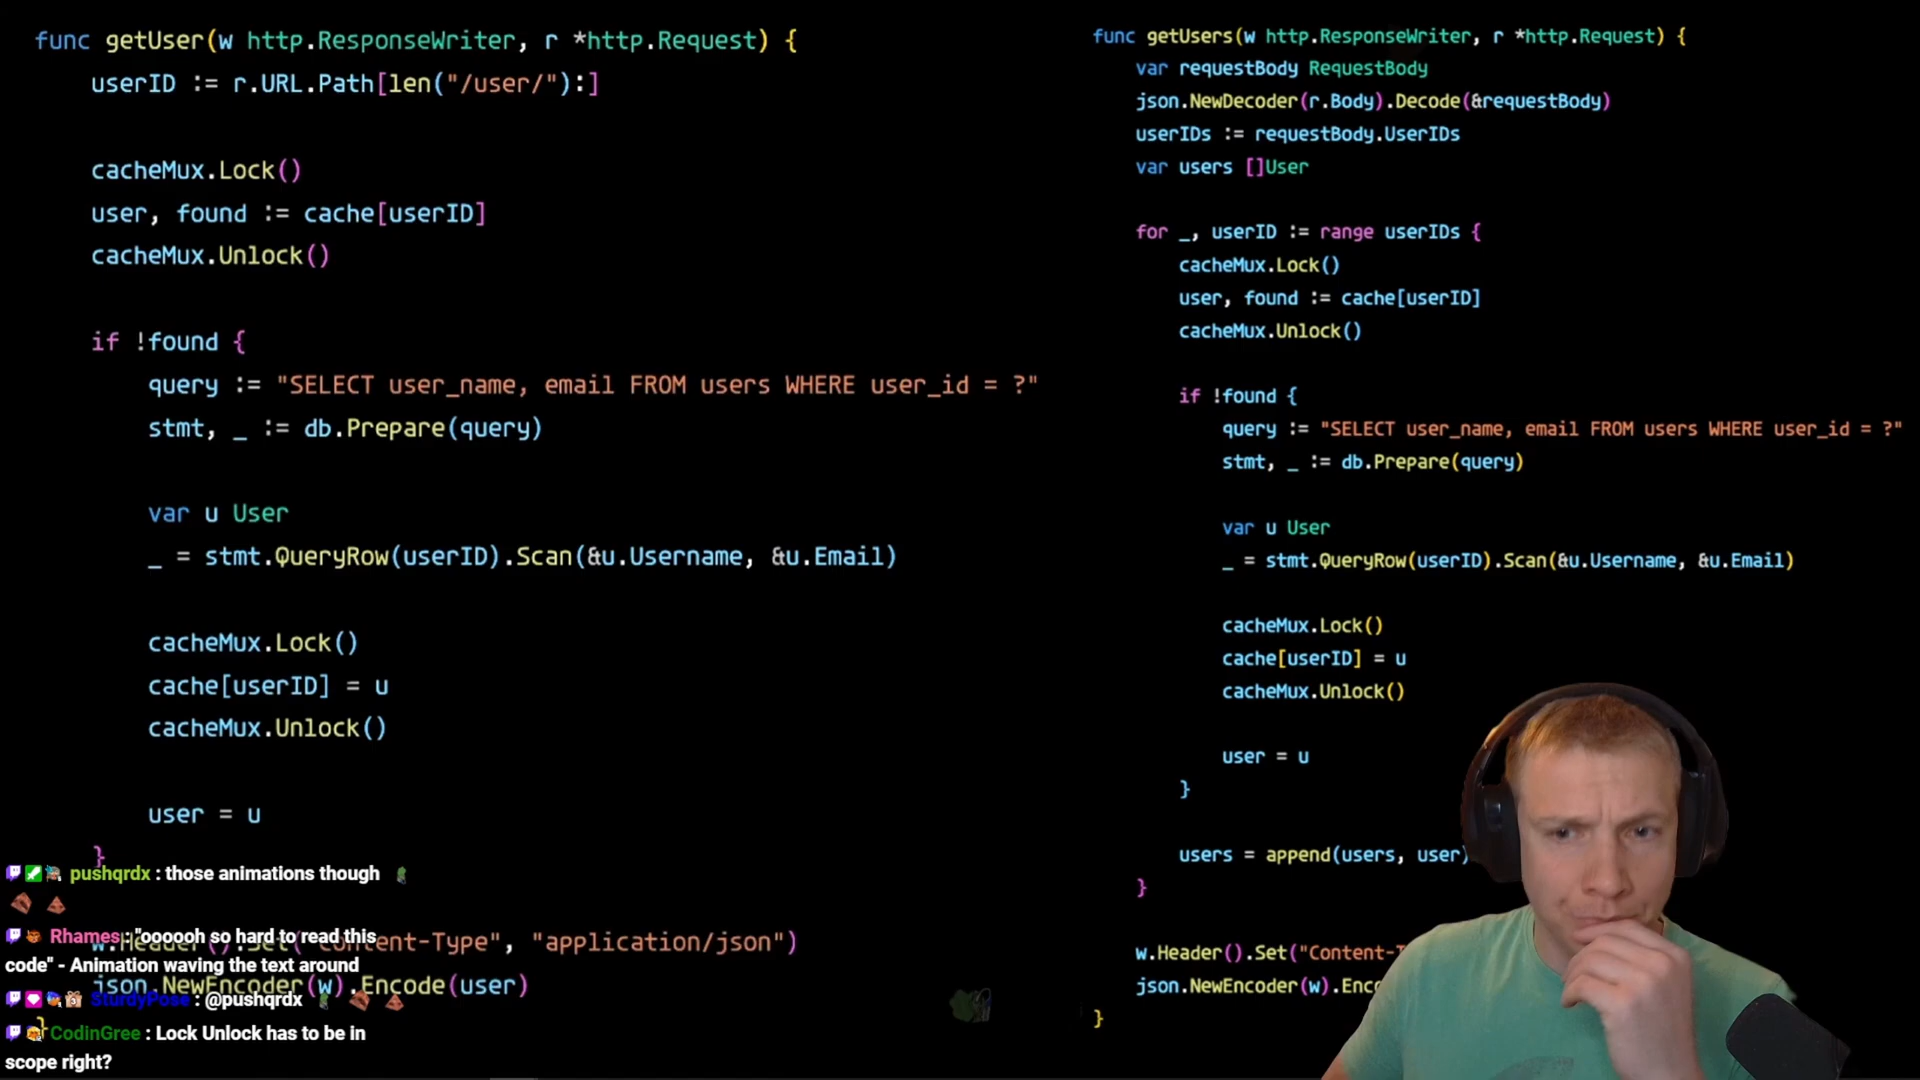 func getUser(w http.ResponseWriter, r *http.Request) {
userID := r.URL.Path[len("/user/"):]
cacheMux.Lock()
user, found := cache[userID]
cacheMux.Unlock()
if !found {
query := "SELECT user_name, email FROM users WHERE user_id = ?"
stmt, _ := db.Prepare(query)
var u User
_ = stmt.QueryRow(userID).Scan(&u.Username, &u.Email)
cacheMux.Lock()
cache[userID] = u
cacheMux.Unlock()
user = u
}
"application/json")
json.NewEncoder(w).Encode(user)
}
func getUsers(w http.ResponseWriter, r *http.Request) {
var requestBody RequestBody
json.NewDecoder(r.Body).Decode(&requestBody)
userIDs := requestBody.UserIDs
var users []User
for _, userID := range userIDs {
cacheMux.Lock()
user, found := cache[userID]
cacheMux.Unlock()
if !found {
query := "SELECT user_name, email FROM users WHERE user_id = ?"
stmt, _ := db.Prepare(query)
var u User
_ = stmt.QueryRow(userID).Scan(&u.Username, &u.Email)
cacheMux.Lock()
cache[userID] = u
cacheMux.Unlock()
user = u
}
users = append(users, user)
}
w.Header().Set("Content-T
json.NewEncoder(w).Enc
}
pushqrdx : those animations though
Rhames : "oooooh so hard to read this
code" - Animation waving the text around
SturdyPose : @pushqrdx
CodinGree : Lock Unlock has to be in
scope right?